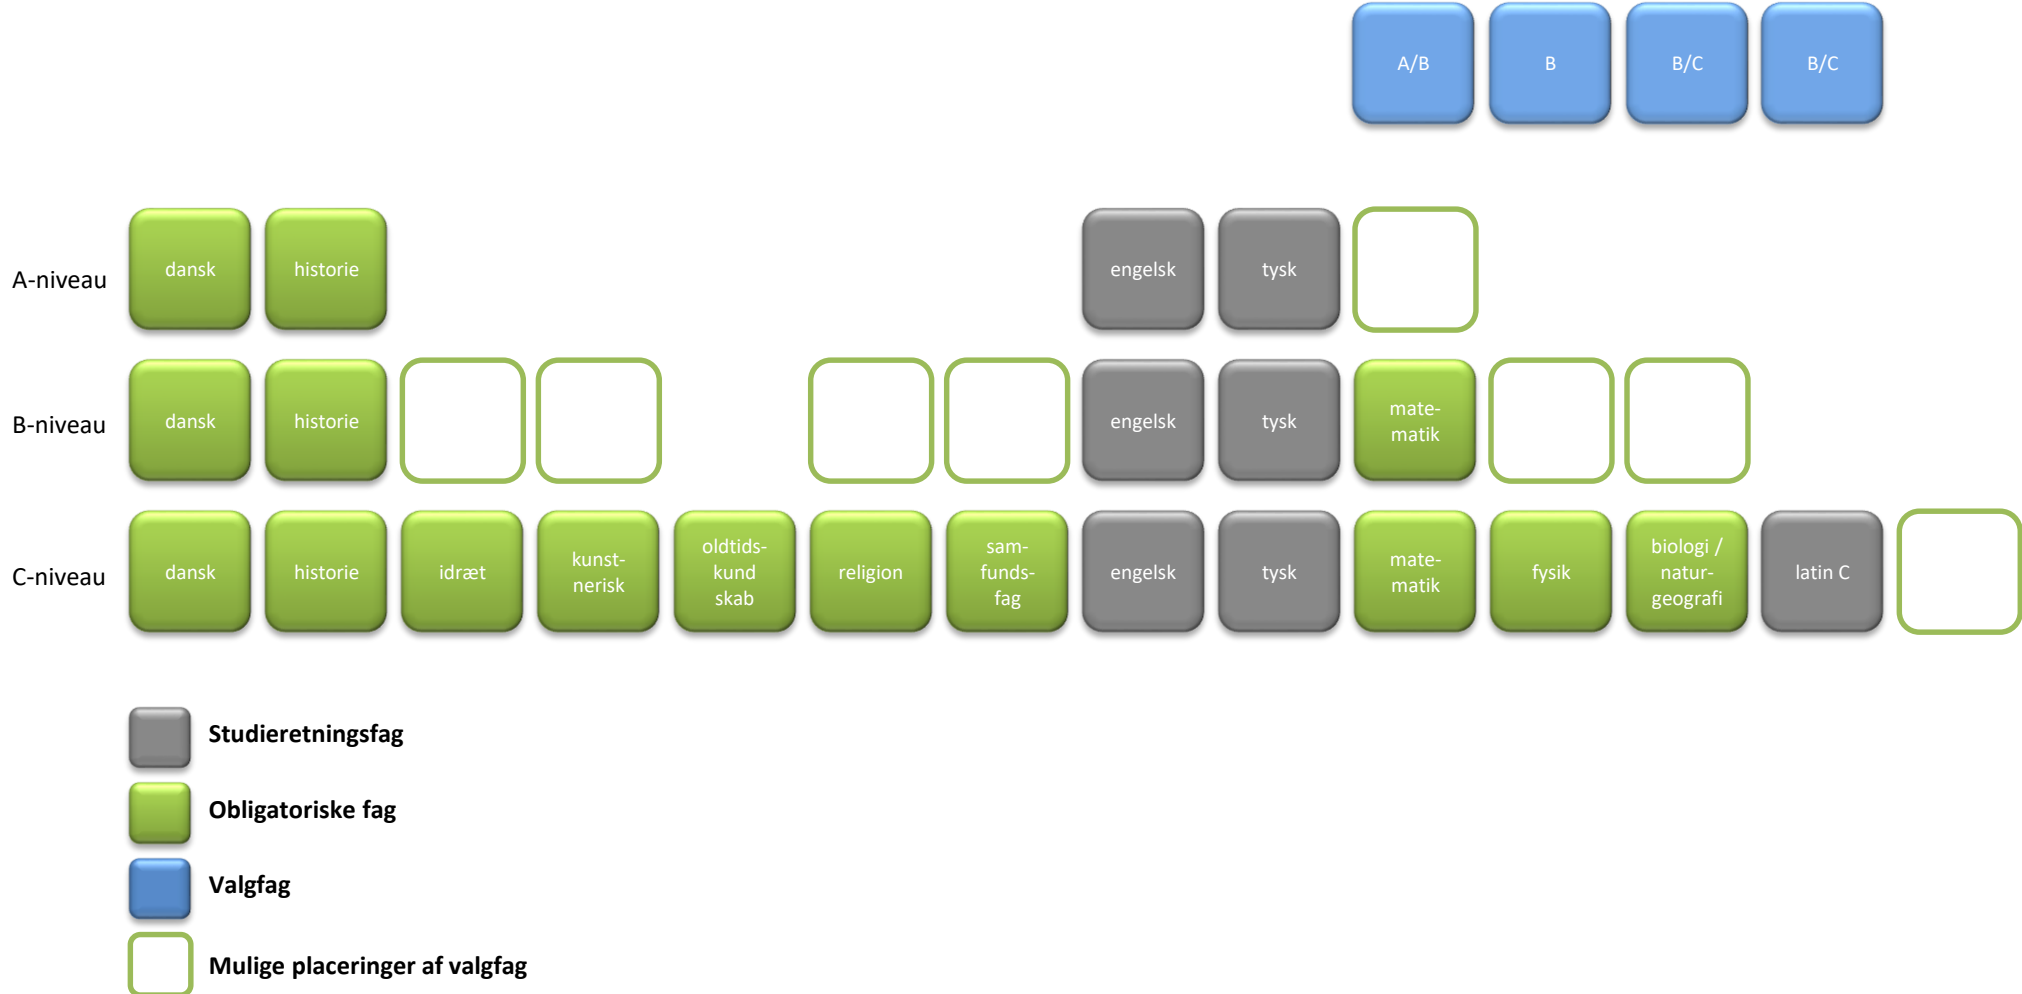 A/B B B/C B/C
A-niveau dansk historie engelsk tysk
B-niveau dansk historie engelsk tysk mate-
matik
C-niveau dansk historie idræt kunst-
nerisk oldtids-
kund
skab religion sam-
funds-
fag engelsk tysk mate-
matik fysik biologi /
natur-
geografi latin C
Studieretningsfag
Obligatoriske fag
Valgfag
Mulige placeringer af valgfag